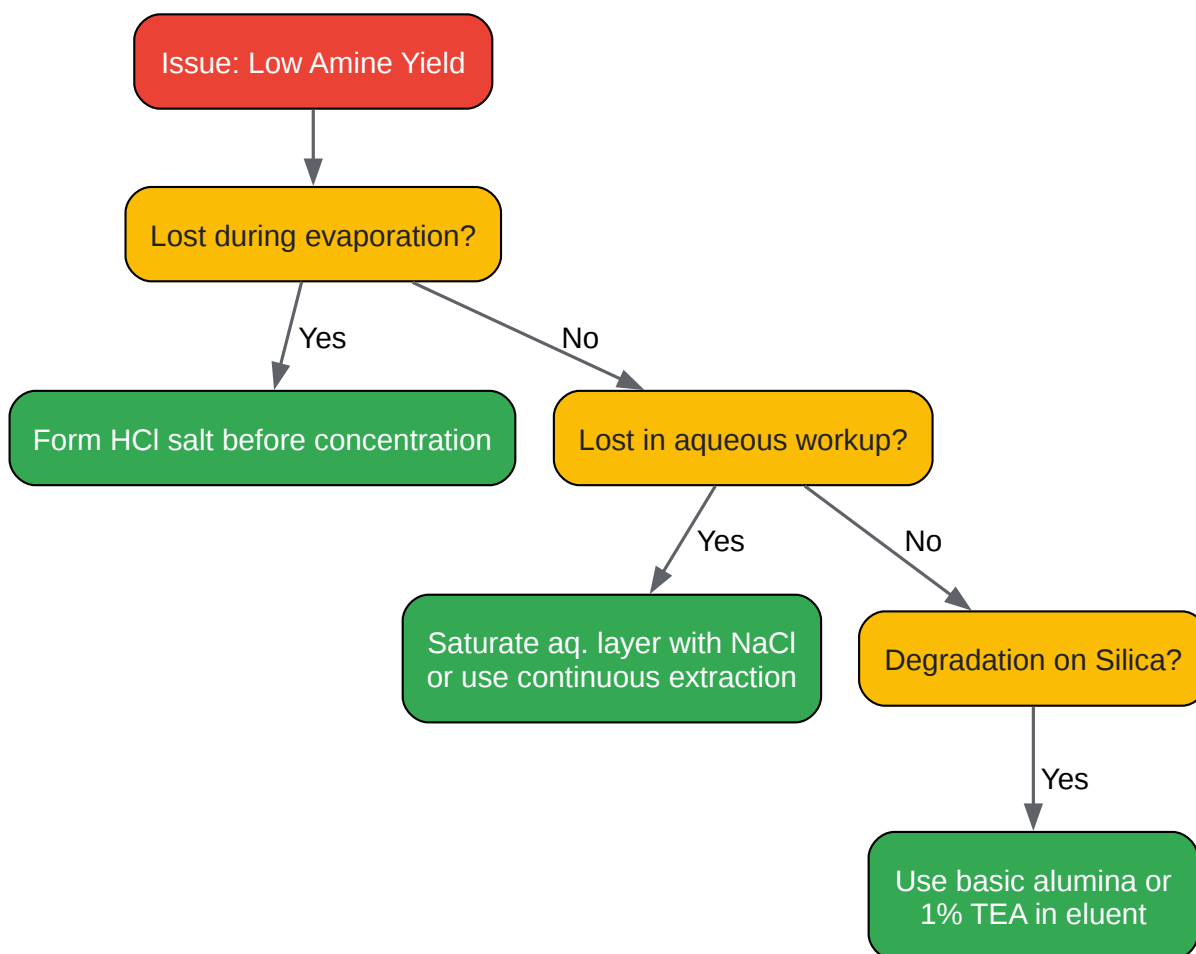 Issue: Low Amine Yield
Lost during evaporation?
Yes
No
Form HCl salt before concentration
Lost in aqueous workup?
Yes
No
Saturate aq. layer with NaCl
or use continuous extraction
Degradation on Silica?
Yes
Use basic alumina or
1% TEA in eluent